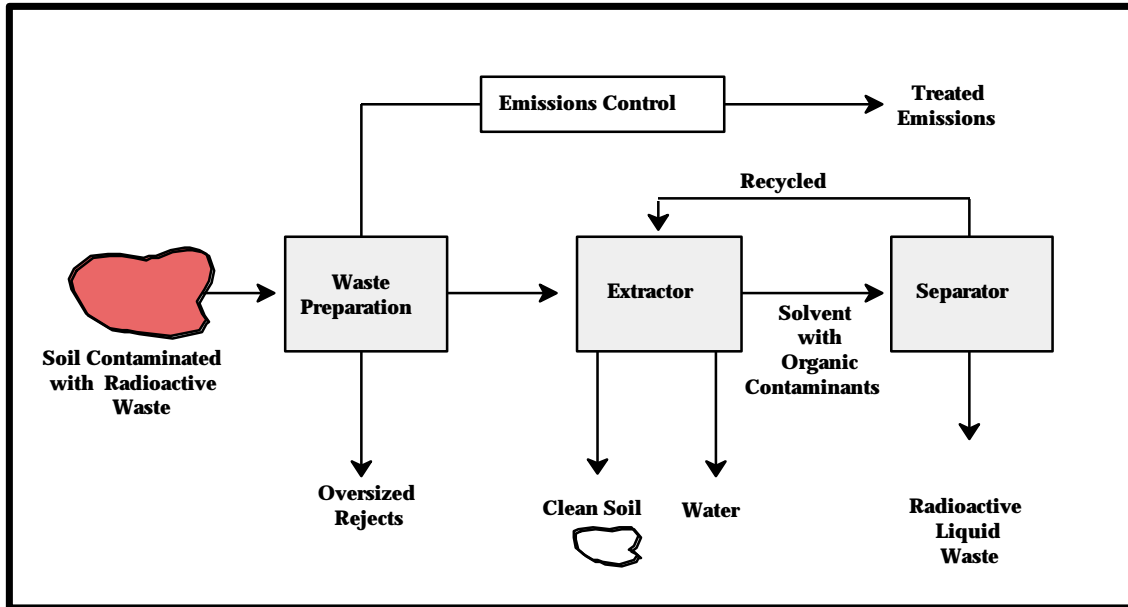 Emissions Control
Treated
Emissions
Recycled
Waste
Preparation
Extractor
Separator
Solvent
with
Organic
Contaminants
Soil Contaminated
with Radioactive
Waste
Oversized
Rejects
Clean Soil
Water
Radioactive
Liquid
Waste